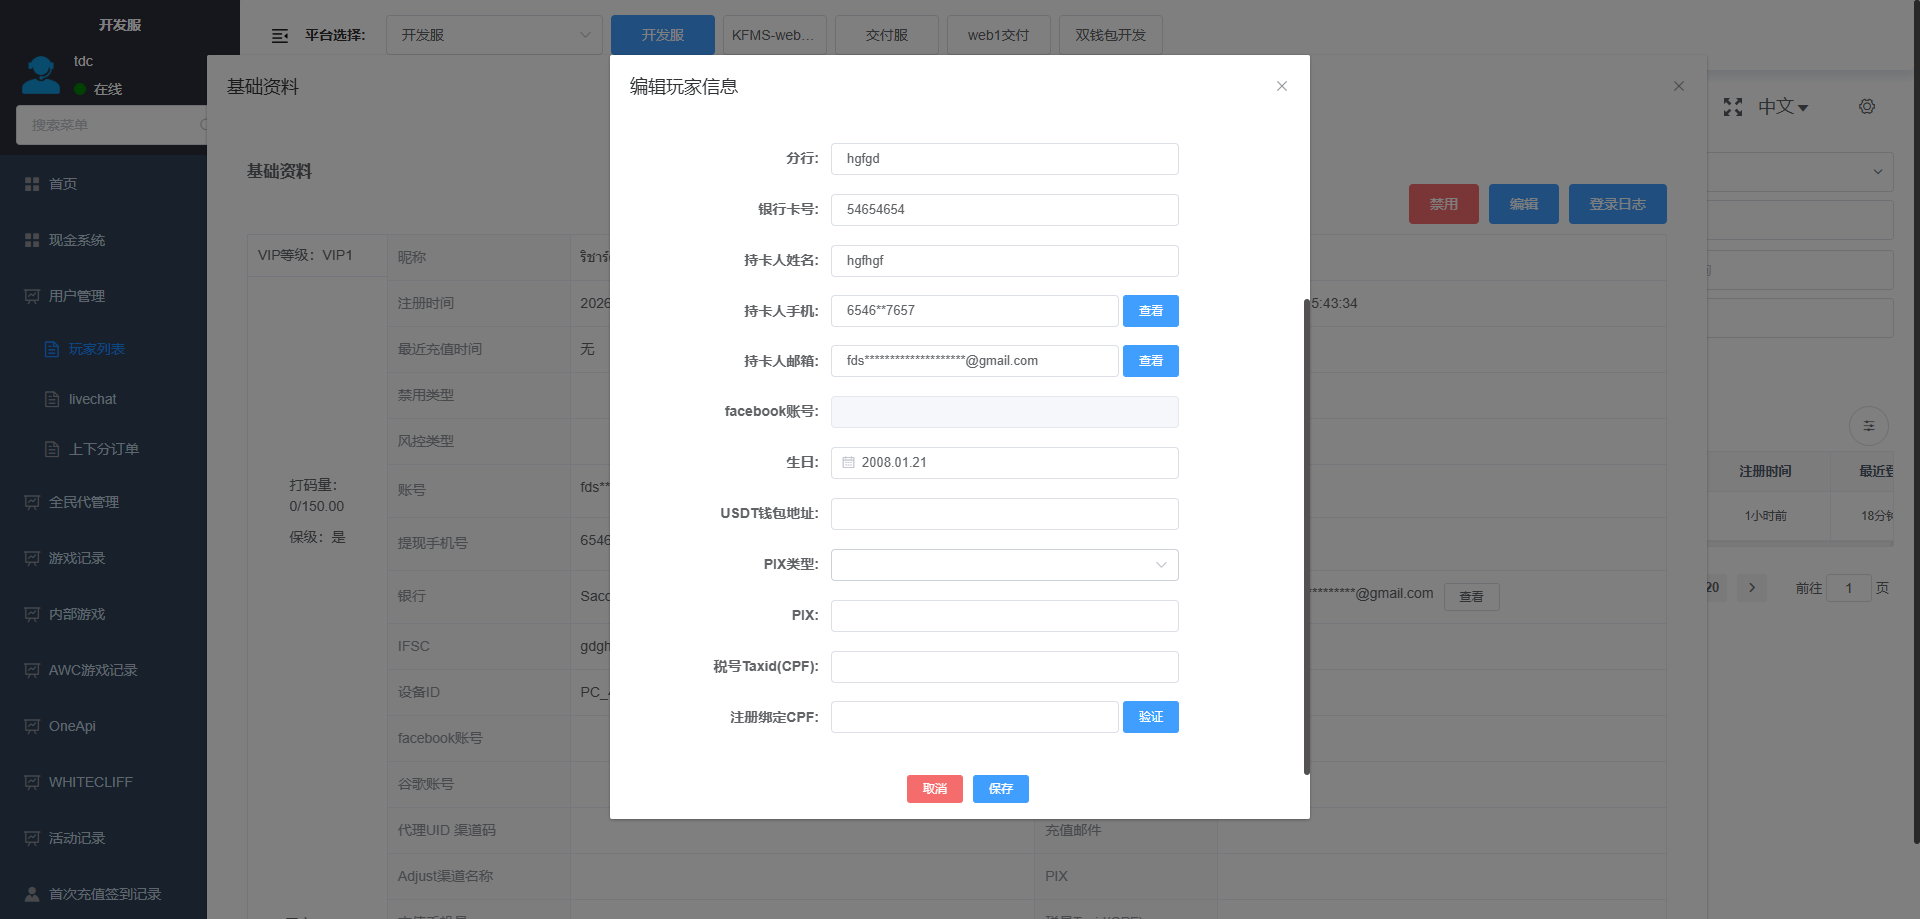 开发服
tdc
在线
搜索菜单
首页
现金系统
用户管理
玩家列表
livechat
上下分订单
全民代管理
游戏记录
内部游戏
AWC游戏记录
OneApi
WHITECLIFF
活动记录
首次充值签到记录
平台选择:
开发服
开发服
KFMS-web...
交付服
web1交付
双钱包开发
中文
基础资料
基础资料
禁用
编辑
登录日志
VIP等级：VIP1
打码量：
0/150.00
保级：是
昵称
注册时间
2026
5:43:34
最近充值时间
无
禁用类型
风控类型
账号
fds**
提现手机号
6546
银行
Saco
********@gmail.com
查看
IFSC
gdgh
设备ID
PC_
facebook账号
谷歌账号
代理UID 渠道码
充值邮件
Adjust渠道名称
PIX
编辑玩家信息
分行:
hgfgd
银行卡号:
54654654
持卡人姓名:
hgfhgf
持卡人手机:
6546**7657
查看
持卡人邮箱:
fds********************@gmail.com
查看
facebook账号:
生日:
2008.01.21
USDT钱包地址:
PIX类型:
PIX:
税号Taxid(CPF):
注册绑定CPF:
验证
取消
保存
注册时间
最近登
1小时前
18分钟
20
前往
1
页